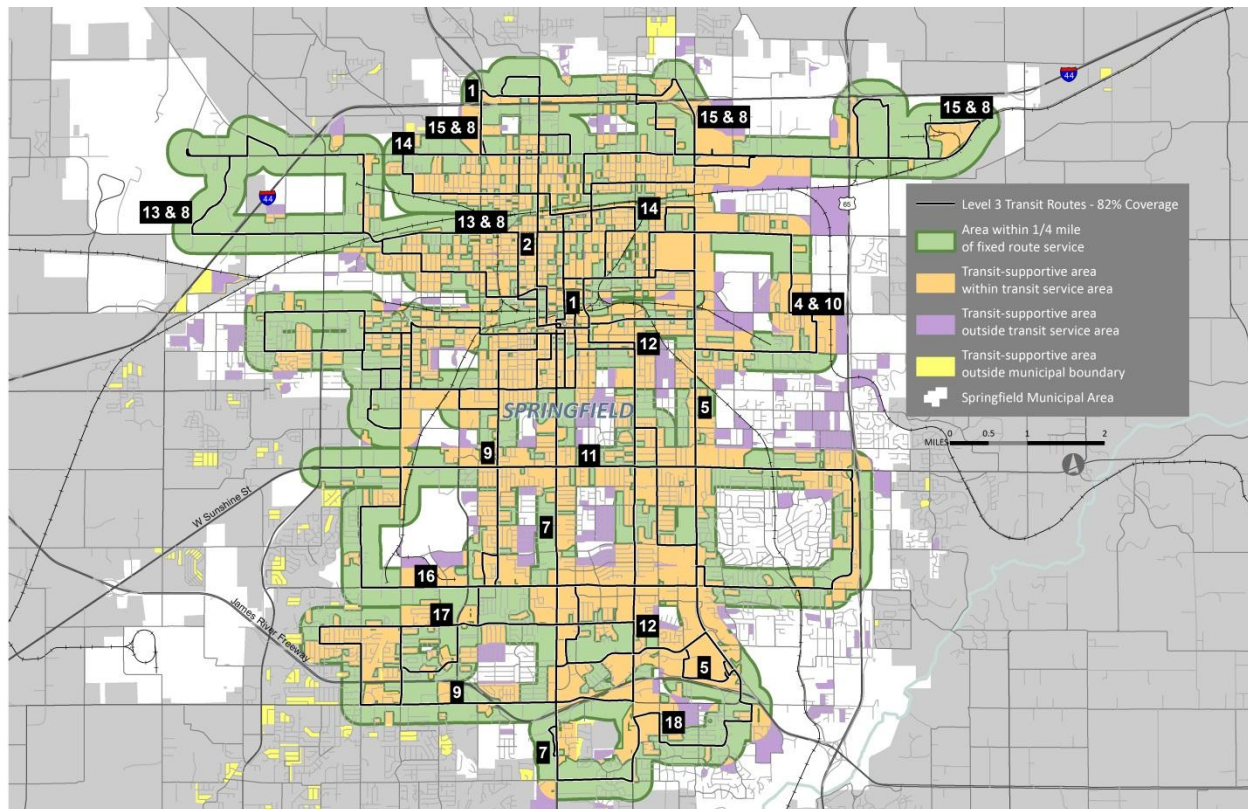 44
1
15 & 8
15 & 8
15 & 8
14
44
13 & 8
13 & 8
14
2
65
Level 3 Transit Routes - 82% Coverage
Area within 1/4 mile
of fixed route service
Transit-supportive area
within transit service area
Transit-supportive area
outside transit service area
Transit-supportive area
outside municipal boundary
Springfield Municipal Area
1
4 & 10
12
SPRINGFIELD
5
MILES
0 0.5 1 2
9
11
W Sunshine St
7
16
James River Freeway
17
12
5
9
18
7